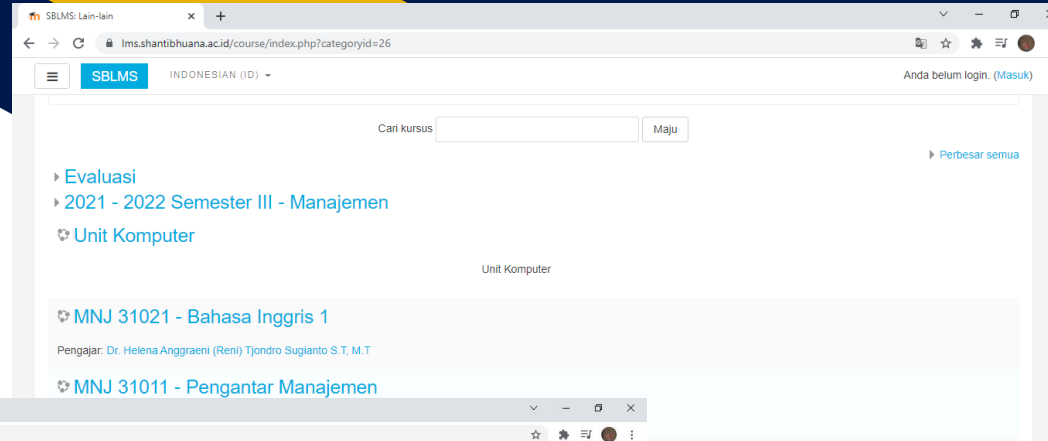 SBLMS: Lain-lain
lms.shantibhuana.ac.id/course/index.php?categoryid=26
SBLMS INDONESIAN (ID) Anda belum login. (Masuk)
Cari kursus Maju
Perbesar semua
Evaluasi
2021 - 2022 Semester III - Manajemen
Unit Komputer
Unit Komputer
MNJ 31021 - Bahasa Inggris 1
Pengajar: Dr. Helena Anggraeni (Reni) Tjondro Sugianto S.T, M.T
MNJ 31011 - Pengantar Manajemen